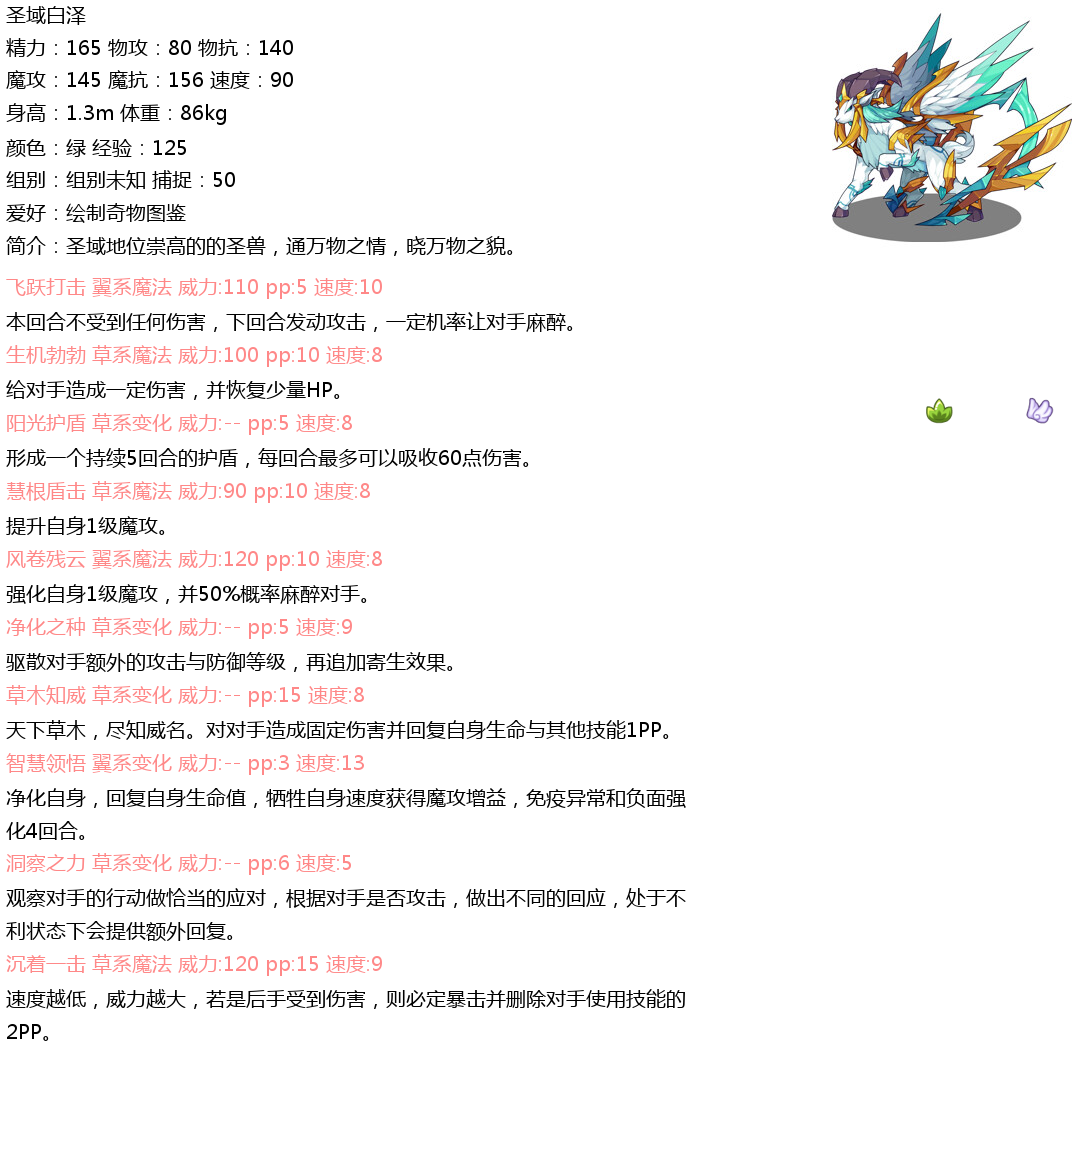 圣域白泽
精力：165 物攻：80 物抗：140
魔攻：145 魔抗：156 速度：90
身高：1.3m 体重：86kg
颜色：绿 经验：125
组别：组别未知 捕捉：50
爱好：绘制奇物图鉴
简介：圣域地位崇高的的圣兽，通万物之情，晓万物之貌。
飞跃打击 翼系魔法 威力:110 pp:5 速度:10
本回合不受到任何伤害，下回合发动攻击，一定机率让对手麻醉。
生机勃勃 草系魔法 威力:100 pp:10 速度:8
给对手造成一定伤害，并恢复少量HP。
阳光护盾 草系变化 威力:-- pp:5 速度:8
形成一个持续5回合的护盾，每回合最多可以吸收60点伤害。
慧根盾击 草系魔法 威力:90 pp:10 速度:8
提升自身1级魔攻。
风卷残云 翼系魔法 威力:120 pp:10 速度:8
强化自身1级魔攻，并50%概率麻醉对手。
净化之种 草系变化 威力:-- pp:5 速度:9
驱散对手额外的攻击与防御等级，再追加寄生效果。
草木知威 草系变化 威力:-- pp:15 速度:8
天下草木，尽知威名。对对手造成固定伤害并回复自身生命与其他技能1PP。
智慧领悟 翼系变化 威力:-- pp:3 速度:13
净化自身，回复自身生命值，牺牲自身速度获得魔攻增益，免疫异常和负面强
化4回合。
洞察之力 草系变化 威力:-- pp:6 速度:5
观察对手的行动做恰当的应对，根据对手是否攻击，做出不同的回应，处于不
利状态下会提供额外回复。
沉着一击 草系魔法 威力:120 pp:15 速度:9
速度越低，威力越大，若是后手受到伤害，则必定暴击并删除对手使用技能的
2PP。